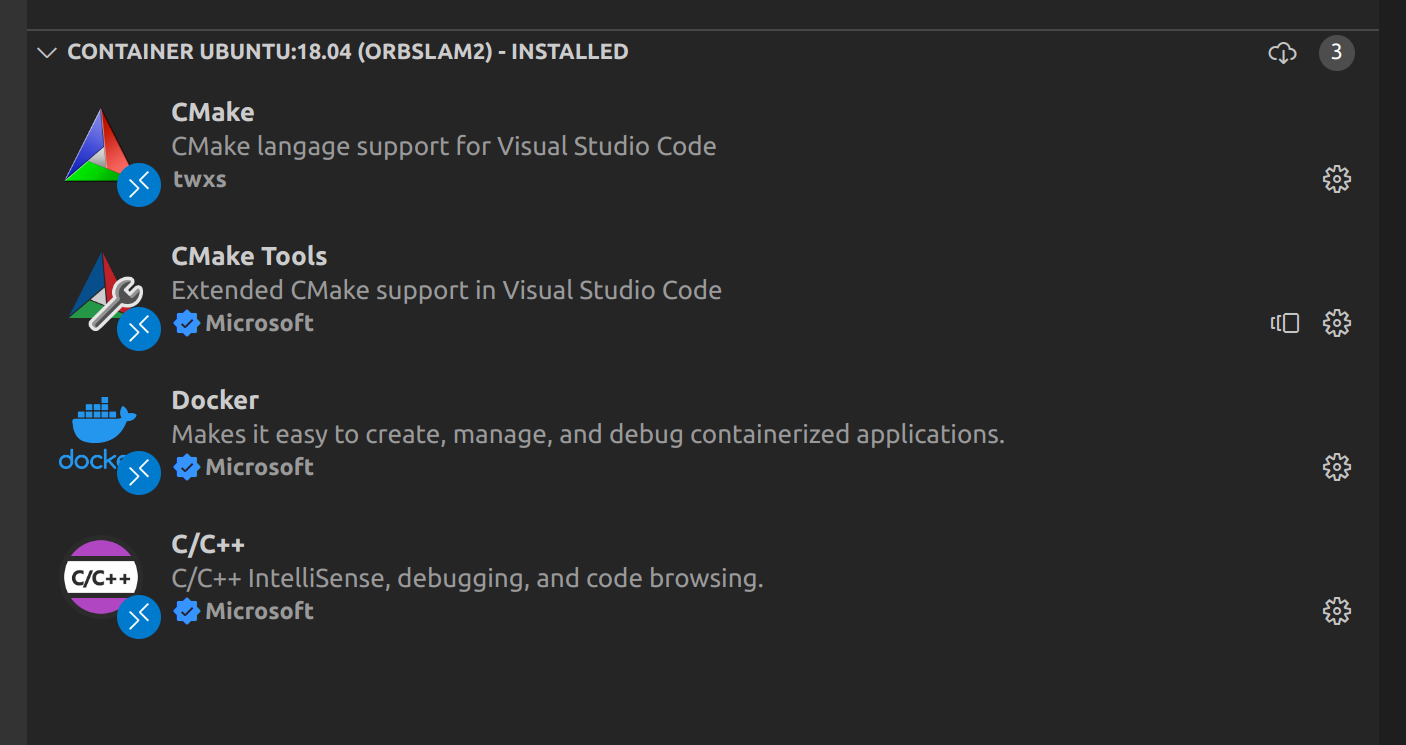 CONTAINER UBUNTU:18.04 (ORBSLAM2) - INSTALLED 3
CMake
CMake langage support for Visual Studio Code
twxs
CMake Tools
Extended CMake support in Visual Studio Code
Microsoft
Docker
Makes it easy to create, manage, and debug containerized applications.
docke
Microsoft
C/C++
C/C++ IntelliSense, debugging, and code browsing.
C/C++
Microsoft